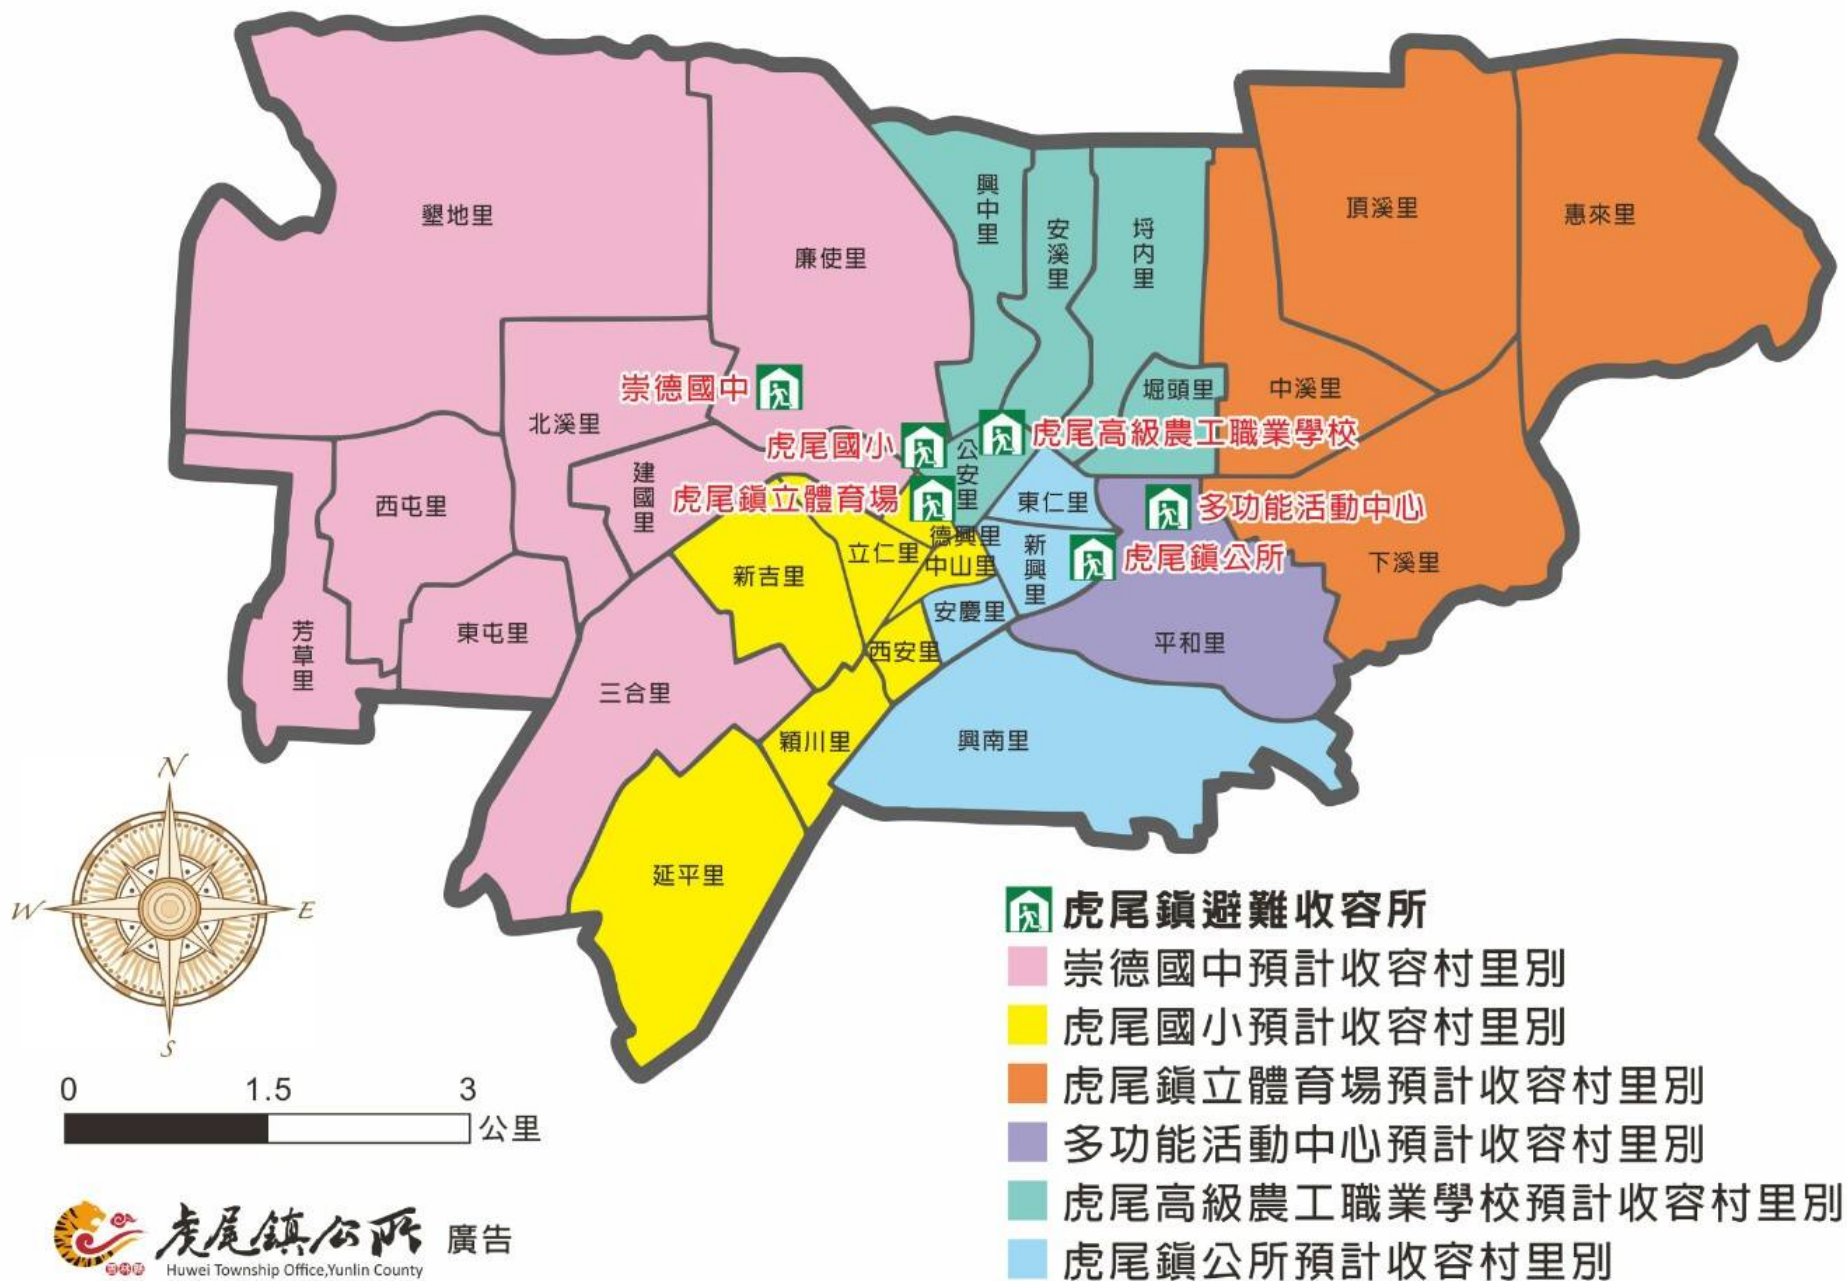 墾地里
廉使里
興中里
安溪里
埒内里
頂溪里
惠來里
崇德國中
北溪里
堀頭里
中溪里
虎尾國小
虎尾高級農工職業學校
公安里
建國里
西屯里
虎尾鎮立體育場
東仁里
多功能活動中心
德興里
立仁里
中山里
新興里
虎尾鎮公所
下溪里
新吉里
安慶里
芳草里
東屯里
西安里
平和里
三合里
穎川里
興南里
延平里
N
W
E
S
0 1.5 3
公里
虎尾鎮避難收容所
崇德國中預計收容村里別
虎尾國小預計收容村里別
虎尾鎮立體育場預計收容村里別
多功能活動中心預計收容村里別
虎尾高級農工職業學校預計收容村里別
虎尾鎮公所預計收容村里別
虎尾鎮公所 廣告
雲林縣
Huwei Township Office,Yunlin County